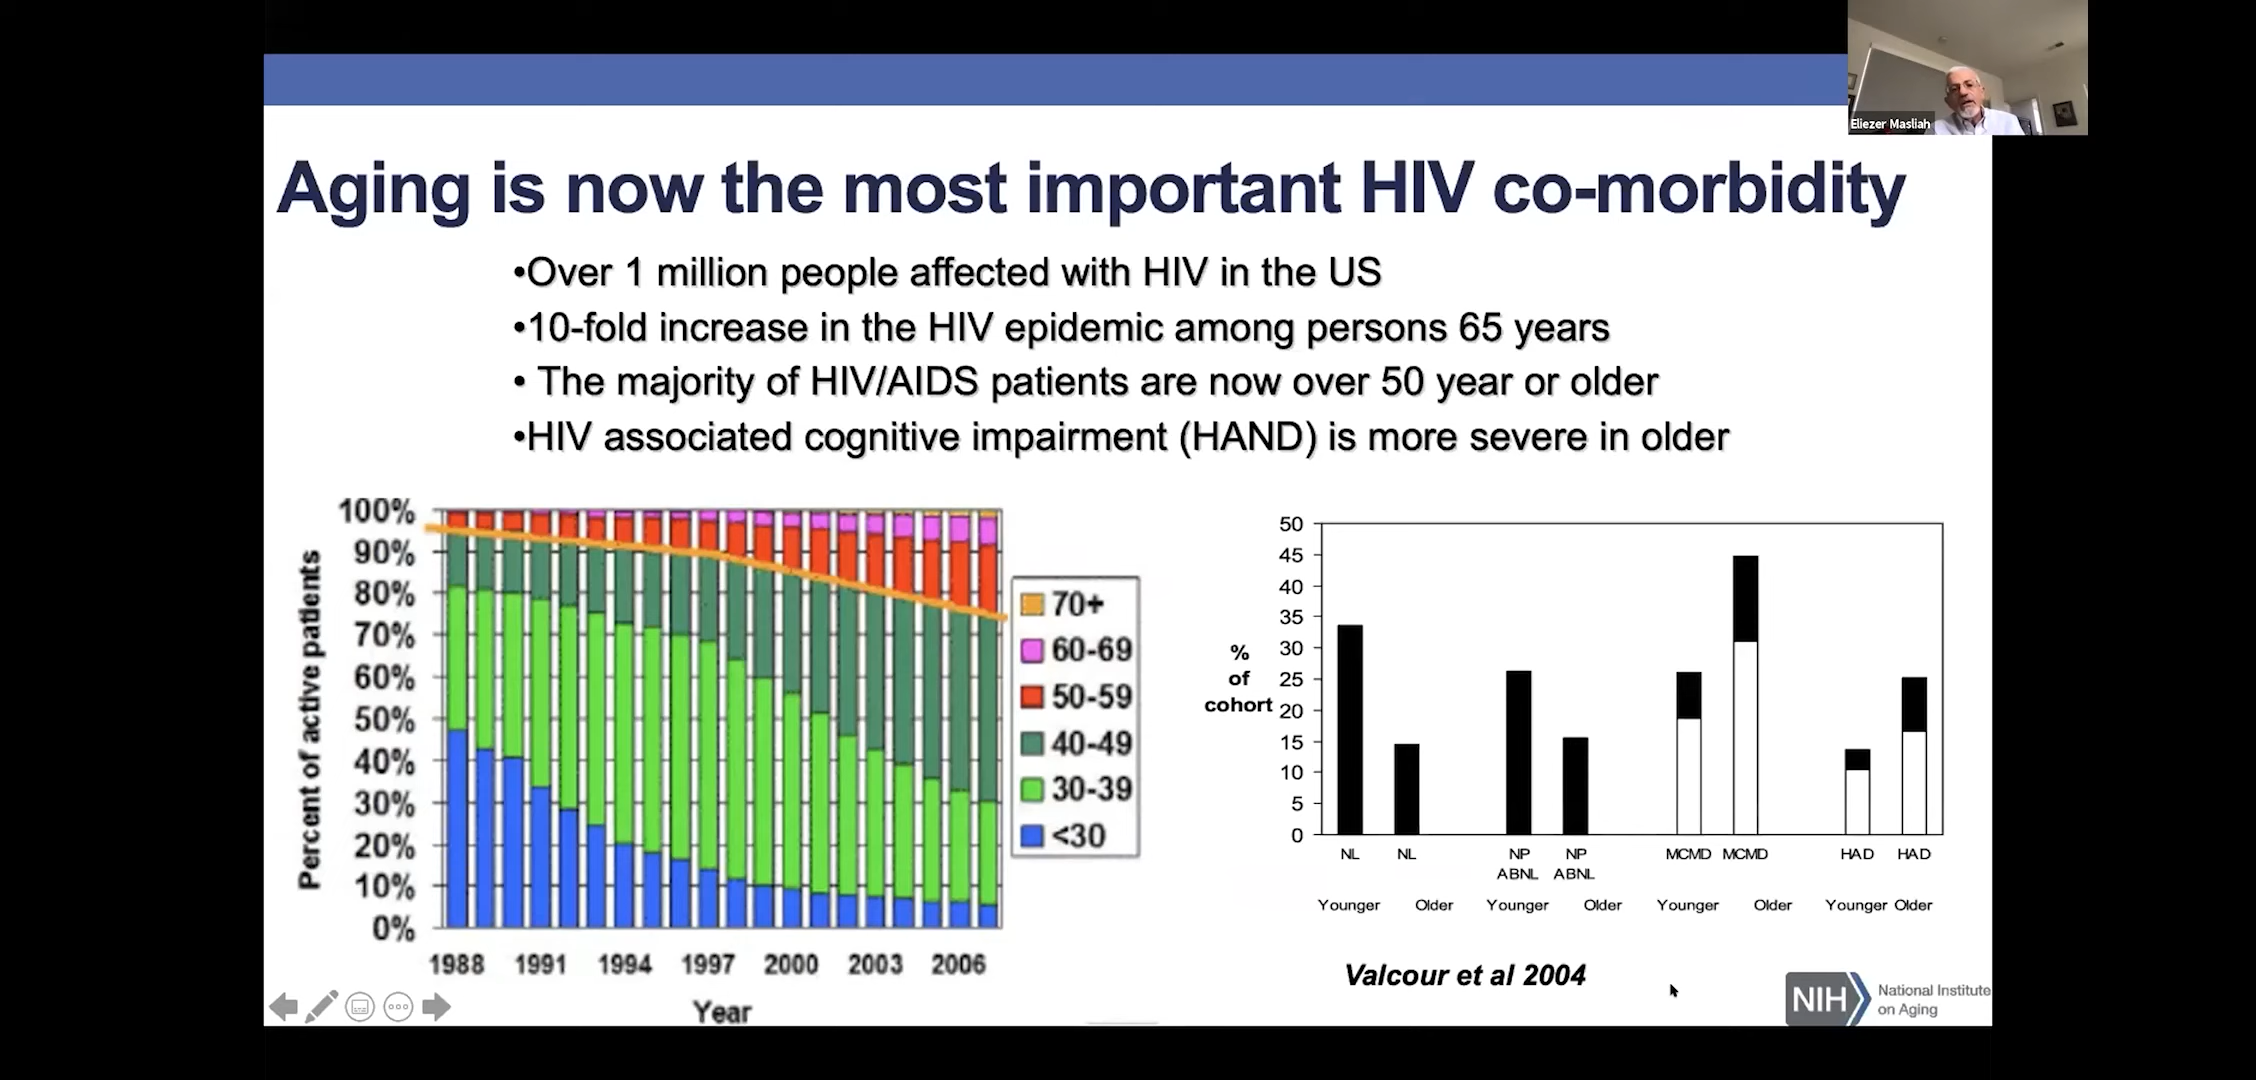 Eliezer Masliah
Aging is now the most important HIV co-morbidity
•Over 1 million people affected with HIV in the US
•10-fold increase in the HIV epidemic among persons 65 years
• The majority of HIV/AIDS patients are now over 50 year or older
•HIV associated cognitive impairment (HAND) is more severe in older
Percent of active patients
100%
90%
80%
70%
60%
50%
40%
30%
20%
10%
0%
1988 1991 1994 1997 2000 2003 2006
Year
70+
60-69
50-59
40-49
30-39
<30
%
of
cohort
50
45
40
35
30
25
20
15
10
5
0
NL NL NP NP MCMD MCMD HAD HAD
ABNL ABNL
Younger Older Younger Older Younger Older Younger Older
Valcour et al 2004
NIH
National Institute
on Aging